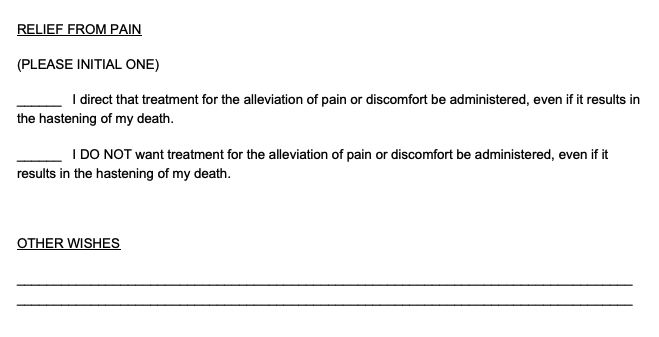 RELIEF FROM PAIN
(PLEASE INITIAL ONE)
______ I direct that treatment for the alleviation of pain or discomfort be administered, even if it results in
the hastening of my death.
______ I DO NOT want treatment for the alleviation of pain or discomfort be administered, even if it
results in the hastening of my death.
OTHER WISHES